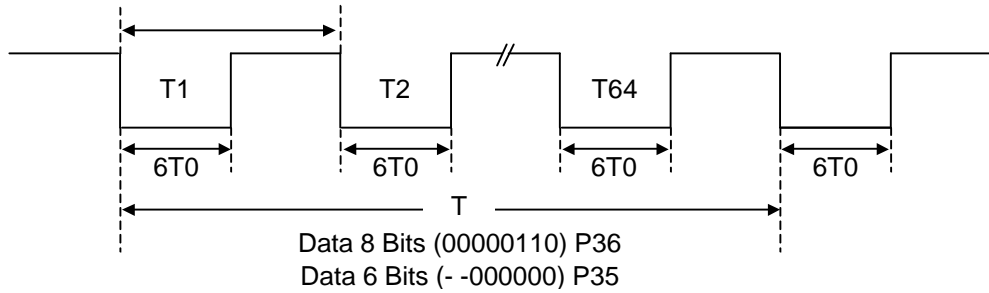 T1 T2 T64
6T0 6T0 6T0 6T0
T
Data 8 Bits (00000110) P36
Data 6 Bits (- -000000) P35